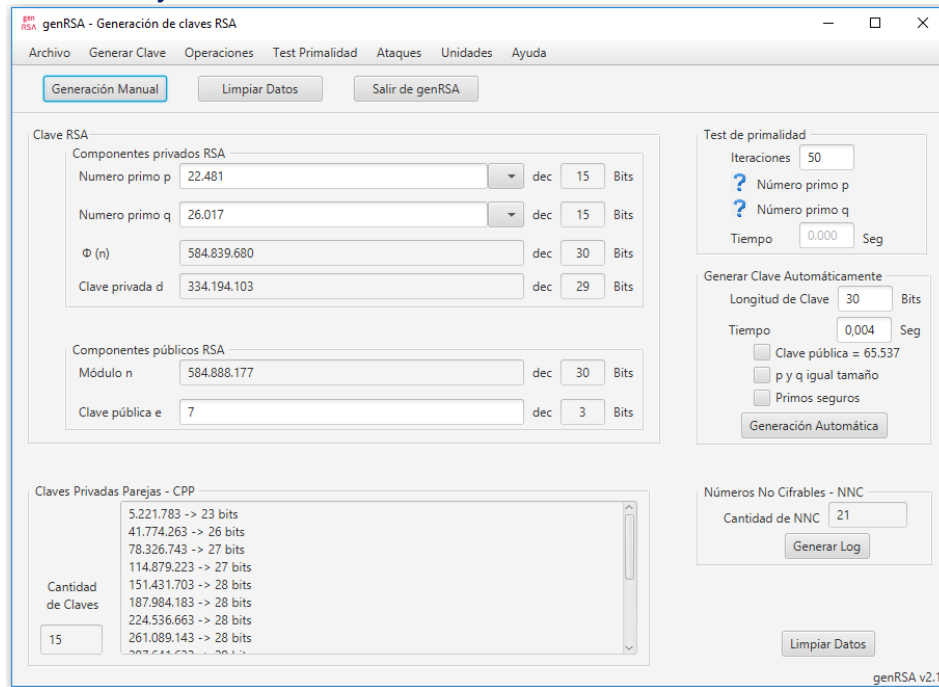 gen RSA genRSA - Generación de claves RSA
Archivo Generar Clave Operaciones Test Primalidad Ataques Unidades Ayuda
Generación Manual Limpiar Datos Salir de genRSA
Clave RSA
Componentes privados RSA
Numero primo p 22.481 dec 15 Bits
Numero primo q 26.017 dec 15 Bits
Φ (n) 584.839.680 dec 30 Bits
Clave privada d 334.194.103 dec 29 Bits
Componentes públicos RSA
Módulo n 584.888.177 dec 30 Bits
Clave pública e 7 dec 3 Bits
Test de primalidad
Iteraciones 50
? Número primo p
? Número primo q
Tiempo 0.000 Seg
Generar Clave Automáticamente
Longitud de Clave 30 Bits
Tiempo 0,004 Seg
Clave pública = 65.537
p y q igual tamaño
Primos seguros
Generación Automática
Claves Privadas Parejas - CPP
Cantidad
de Claves
15
5.221.783 -> 23 bits
41.774.263 -> 26 bits
78.326.743 -> 27 bits
114.879.223 -> 27 bits
151.431.703 -> 28 bits
187.984.183 -> 28 bits
224.536.663 -> 28 bits
261.089.143 -> 28 bits
Números No Cifrables - NNC
Cantidad de NNC 21
Generar Log
Limpiar Datos
genRSA v2.1